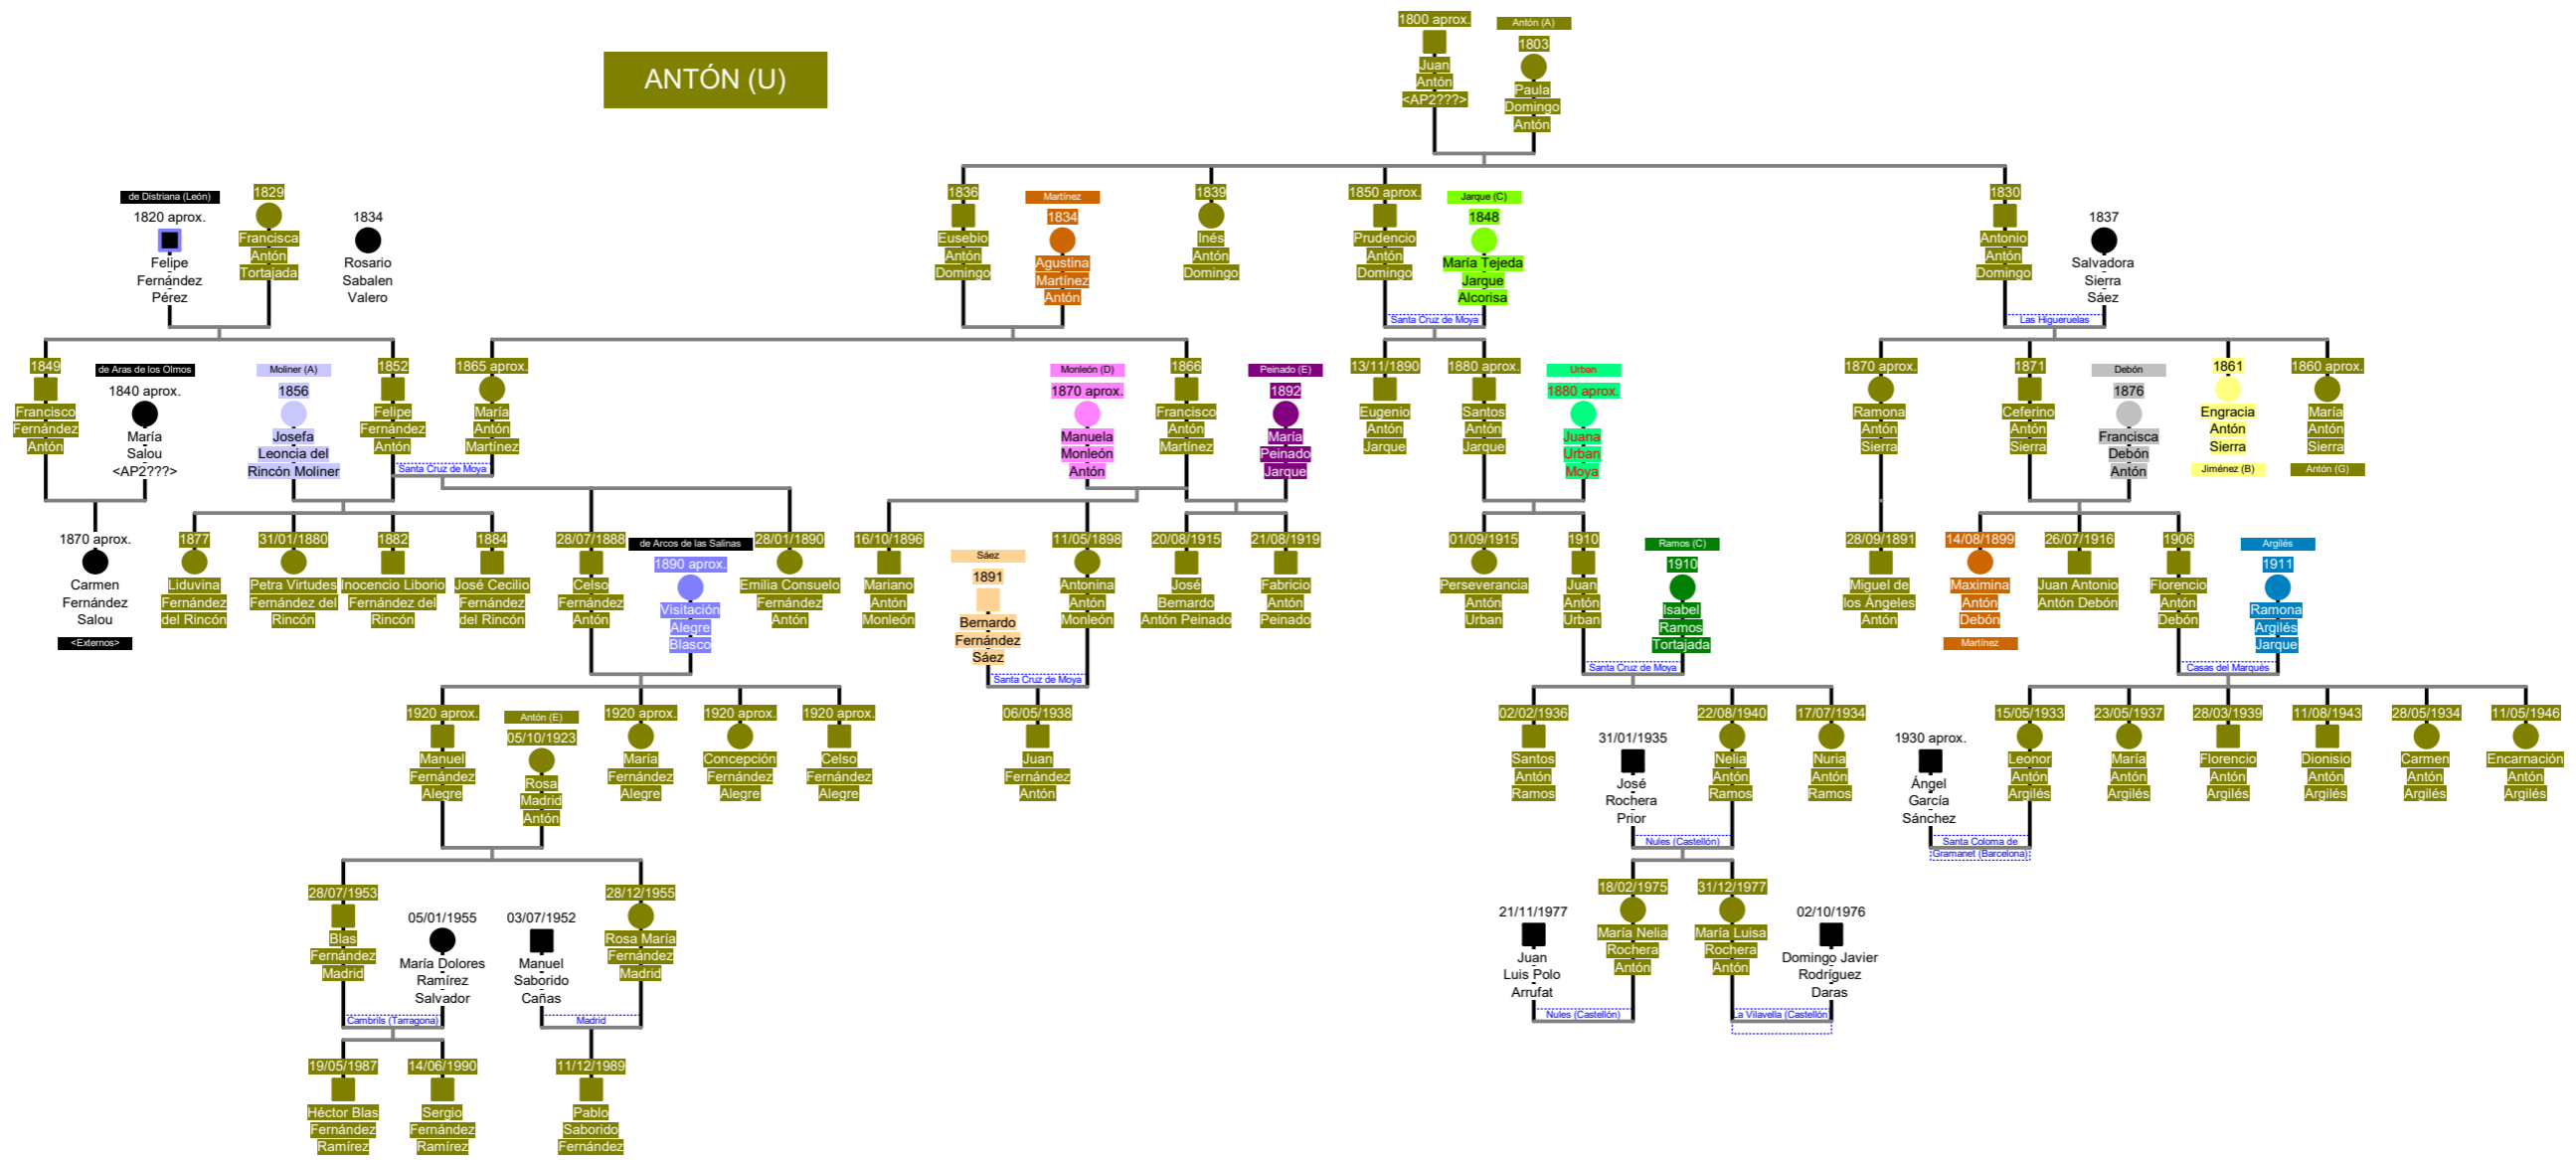 ANTÓN (U)
1800 aprox.
Juan
Antón
<AP2???>
Antón (A)
1803
Paula
Domingo
Antón
de Distriana (León)
1820 aprox.
Felipe
Fernández
Pérez
1829
Francisca
Antón
Tortajada
1834
Rosario
Sabalen
Valero
1836
Eusebio
Antón
Domingo
Martínez
1834
Agustina
Martínez
Antón
1839
Inés
Antón
Domingo
1850 aprox.
Prudencio
Antón
Domingo
Jarque (C)
1848
María Tejeda
Jarque
Alcorisa
Santa Cruz de Moya
1830
Antonio
Antón
Domingo
1837
Salvadora
Sierra
Sáez
Las Higueruelas
1849
Francisco
Fernández
Antón
de Aras de los Olmos
1840 aprox.
María
Salou
<AP2???>
Moliner (A)
1856
Josefa
Leoncia del
Rincón Moliner
1852
Felipe
Fernández
Antón
1865 aprox.
María
Antón
Martínez
Santa Cruz de Moya
Monleón (D)
1870 aprox.
Manuela
Monleón
Antón
1866
Francisco
Antón
Martínez
Peinado (E)
1892
María
Peinado
Jarque
13/11/1890
Eugenio
Antón
Jarque
1880 aprox.
Santos
Antón
Jarque
Urban
1880 aprox.
Juana
Urban
Moya
1870 aprox.
Ramona
Antón
Sierra
1871
Ceferino
Antón
Sierra
Debón
1876
Francisca
Debón
Antón
1861
Engracia
Antón
Sierra
Jiménez (B)
1860 aprox.
María
Antón
Sierra
Antón (G)
1870 aprox.
Carmen
Fernández
Salou
<Externos>
1877
Liduvina
Fernández
del Rincón
31/01/1880
Petra Virtudes
Fernández del
Rincón
1882
Inocencio Liborio
Fernández del
Rincón
1884
José Cecilio
Fernández
del Rincón
28/07/1888
Celso
Fernández
Antón
de Arcos de las Salinas
1890 aprox.
Visitación
Alegre
Blasco
28/01/1890
Emilia Consuelo
Fernández
Antón
16/10/1896
Mariano
Antón
Monleón
Sáez
1891
Bernardo
Fernández
Sáez
11/05/1898
Antonina
Antón
Monleón
Santa Cruz de Moya
20/08/1915
José
Bernardo
Antón Peinado
21/08/1919
Fabricio
Antón
Peinado
01/09/1915
Perseverancia
Antón
Urban
1910
Juan
Antón
Urban
Ramos (C)
1910
Isabel
Ramos
Tortajada
Santa Cruz de Moya
28/09/1891
Miguel de
los Ángeles
Antón
14/08/1899
Maximina
Antón
Debón
Martínez
26/07/1916
Juan Antonio
Antón Debón
1906
Florencio
Antón
Debón
Argilés
1911
Ramona
Argilés
Jarque
Casas del Marqués
1920 aprox.
Manuel
Fernández
Alegre
Antón (E)
05/10/1923
Rosa
Madrid
Antón
1920 aprox.
María
Fernández
Alegre
1920 aprox.
Concepción
Fernández
Alegre
1920 aprox.
Celso
Fernández
Alegre
06/05/1938
Juan
Fernández
Antón
02/02/1936
Santos
Antón
Ramos
31/01/1935
José
Rochera
Prior
22/08/1940
Nelia
Antón
Ramos
Nules (Castellón)
17/07/1934
Nuria
Antón
Ramos
1930 aprox.
Ángel
García
Sánchez
15/05/1933
Leonor
Antón
Argilés
Santa Coloma de
Gramanet (Barcelona)
23/05/1937
María
Antón
Argilés
28/03/1939
Florencio
Antón
Argilés
11/08/1943
Dionisio
Antón
Argilés
28/05/1934
Carmen
Antón
Argilés
11/05/1946
Encarnación
Antón
Argilés
28/07/1953
Blas
Fernández
Madrid
05/01/1955
María Dolores
Ramírez
Salvador
Cambrils (Tarragona)
03/07/1952
Manuel
Saborido
Cañas
28/12/1955
Rosa María
Fernández
Madrid
Madrid
21/11/1977
Juan
Luis Polo
Arrufat
18/02/1975
María Nelia
Rochera
Antón
Nules (Castellón)
31/12/1977
María Luisa
Rochera
Antón
02/10/1976
Domingo Javier
Rodríguez
Daras
La Vilavella (Castellón
19/05/1987
Héctor Blas
Fernández
Ramírez
14/06/1990
Sergio
Fernández
Ramírez
11/12/1989
Pablo
Saborido
Fernández